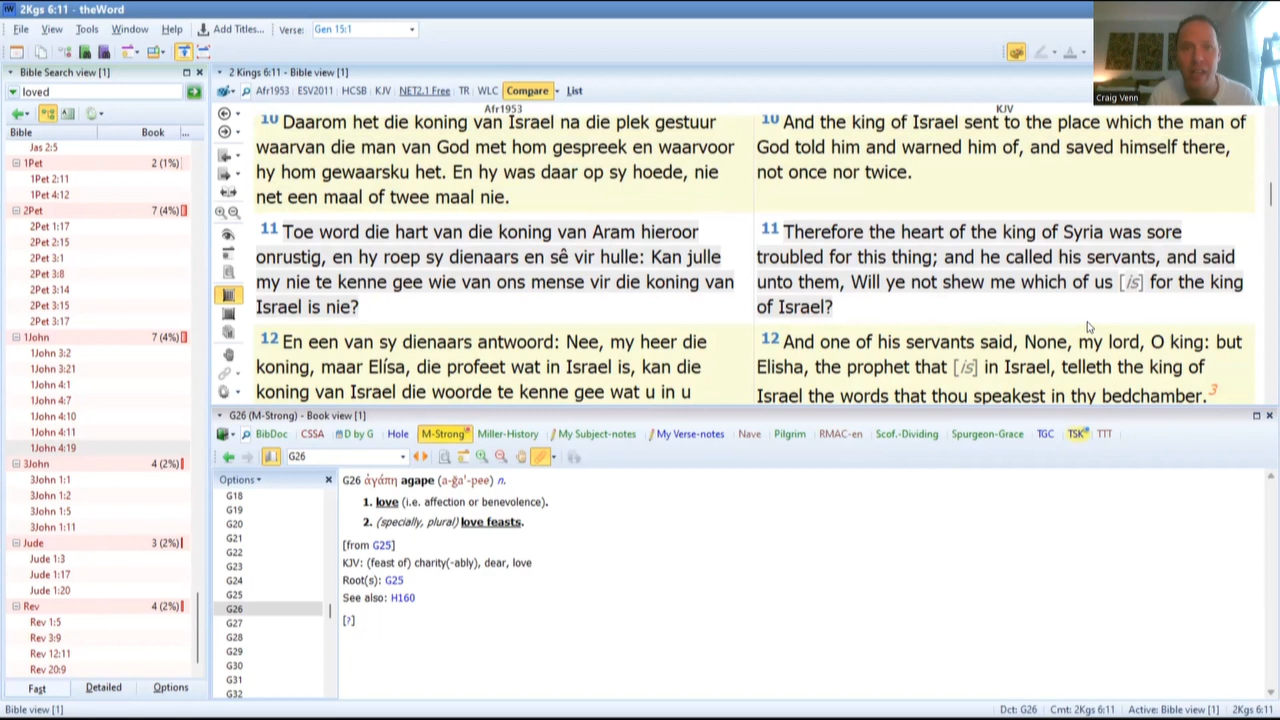 2Kgs 6:11 - theWord
File View Tools Window Help Add Titles... Verse: Gen 15:1
Craig Venn
Bible Search view [1]
loved
Bible Book ...
Jas 2:5
1Pet 2 (1%)
1Pet 2:11
1Pet 4:12
2Pet 7 (4%)
2Pet 1:17
2Pet 2:15
2Pet 3:1
2Pet 3:8
2Pet 3:14
2Pet 3:15
2Pet 3:17
1John 7 (4%)
1John 3:2
1John 3:21
1John 4:1
1John 4:7
1John 4:10
1John 4:11
1John 4:19
3John 4 (2%)
3John 1:1
3John 1:2
3John 1:5
3John 1:11
Jude 3 (2%)
Jude 1:3
Jude 1:17
Jude 1:20
Rev 4 (2%)
Rev 1:5
Rev 3:9
Rev 12:11
Rev 20:9
Fast Detailed Options
2 Kings 6:11 - Bible view [1]
Afr1953 ESV2011 HCSB KJV NET2.1 Free TR WLC Compare List
Afr1953
10 Daarom het die koning van Israel na die plek gestuur
waarvan die man van God met hom gespreek en waarvoor
hy hom gewaarsku het. En hy was daar op sy hoede, nie
net een maal of twee maal nie.
11 Toe word die hart van die koning van Aram hieroor
onrustig, en hy roep sy dienaars en sê vir hulle: Kan julle
my nie te kenne gee wie van ons mense vir die koning van
Israel is nie?
12 En een van sy dienaars antwoord: Nee, my heer die
koning, maar Elísa, die profeet wat in Israel is, kan die
koning van Israel die woorde te kenne gee wat u in u
KJV
10 And the king of Israel sent to the place which the man of
God told him and warned him of, and saved himself there,
not once nor twice.
11 Therefore the heart of the king of Syria was sore
troubled for this thing; and he called his servants, and said
unto them, Will ye not shew me which of us [is] for the king
of Israel?
12 And one of his servants said, None, my lord, O king: but
Elisha, the prophet that [is] in Israel, telleth the king of
Israel the words that thou speakest in thy bedchamber.3
G26 (M-Strong) - Book view [1]
BibDoc CSSA D by G Hole M-Strong Miller-History My Subject-notes My Verse-notes Nave Pilgrim RMAC-en Scof.-Dividing Spurgeon-Grace TGC TSK TTT
G26
Options
G18
G19
G20
G21
G22
G23
G24
G25
G26
G27
G28
G29
G30
G31
G32
G26 ἀγάπη agape (a-ğa'-pee) n.
1. love (i.e. affection or benevolence).
2. (specially, plural) love feasts.
[from G25]
KJV: (feast of) charity(-ably), dear, love
Root(s): G25
See also: H160
[?]
Bible view [1] Dct: G26 Cmt: 2Kgs 6:11 Active: Bible view [1] 2Kgs 6:11